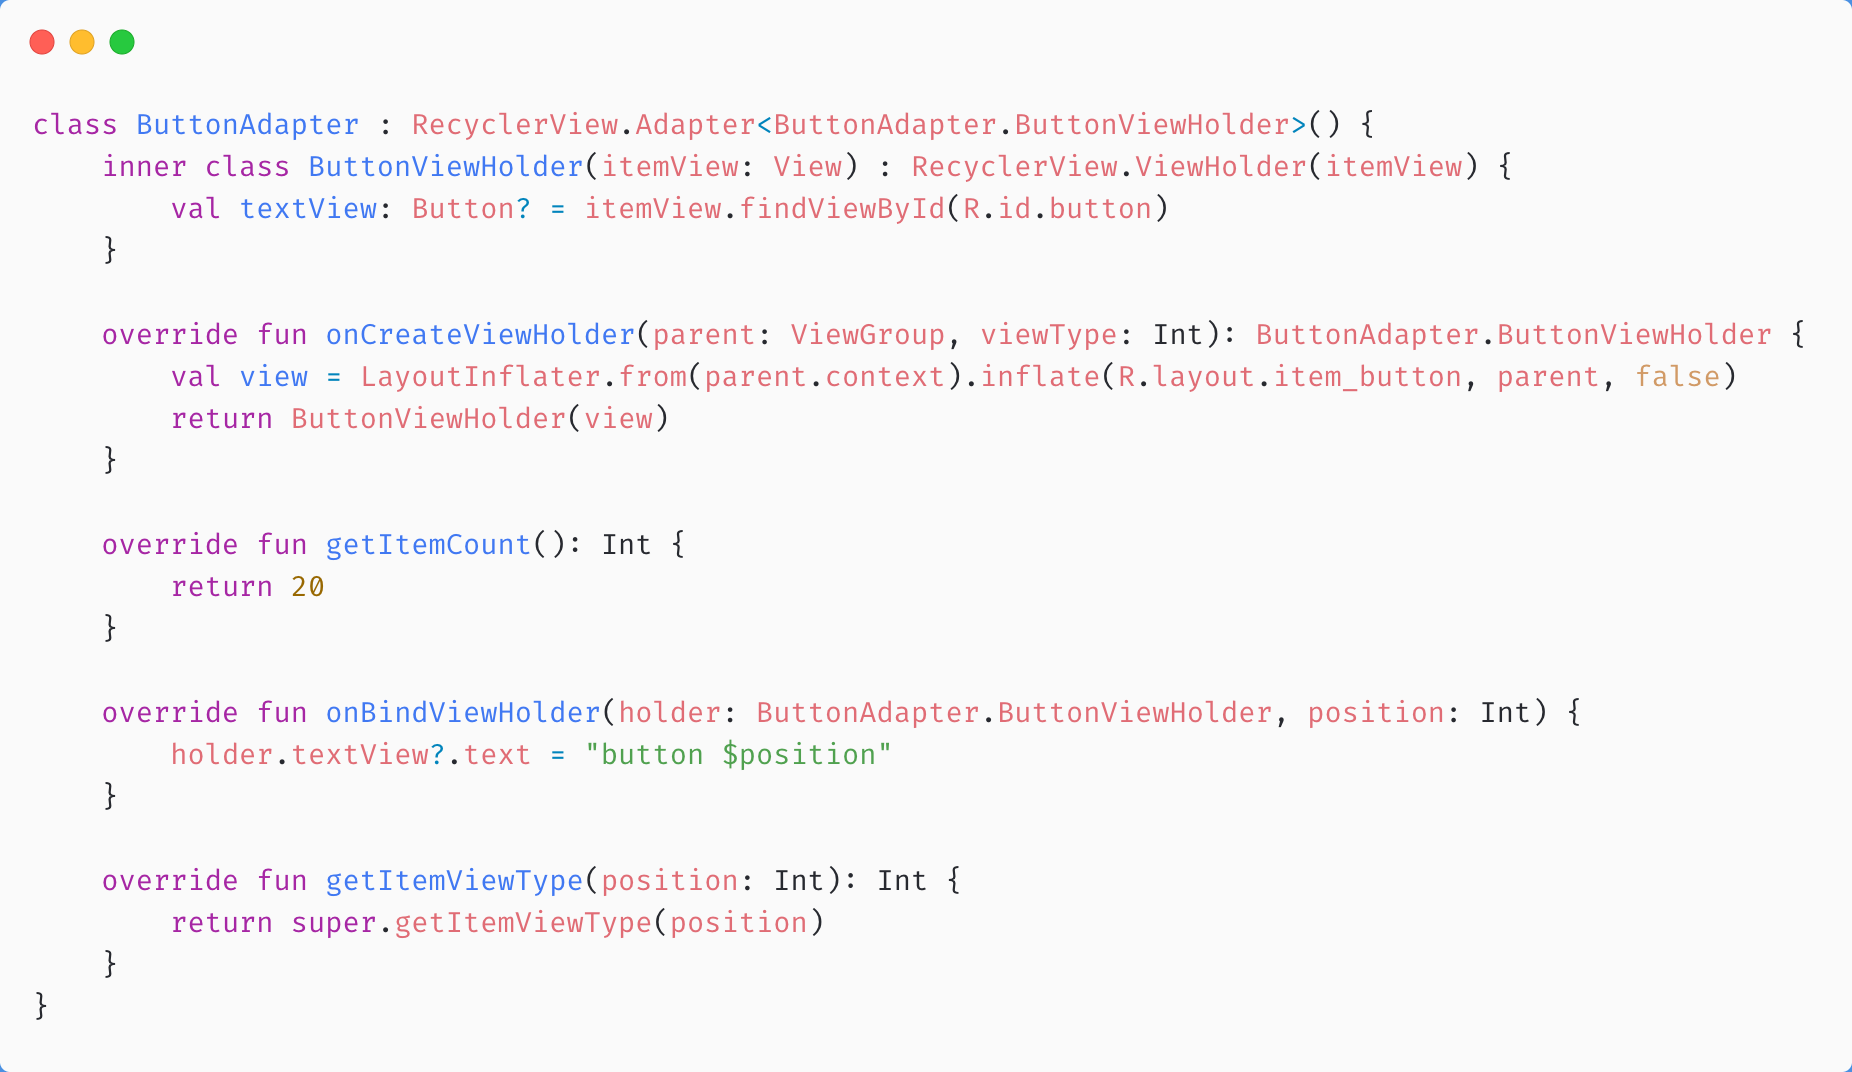 class ButtonAdapter : RecyclerView.Adapter<ButtonAdapter.ButtonViewHolder>() {
    inner class ButtonViewHolder(itemView: View) : RecyclerView.ViewHolder(itemView) {
        val textView: Button? = itemView.findViewById(R.id.button)
    }

    override fun onCreateViewHolder(parent: ViewGroup, viewType: Int): ButtonAdapter.ButtonViewHolder {
        val view = LayoutInflater.from(parent.context).inflate(R.layout.item_button, parent, false)
        return ButtonViewHolder(view)
    }

    override fun getItemCount(): Int {
        return 20
    }

    override fun onBindViewHolder(holder: ButtonAdapter.ButtonViewHolder, position: Int) {
        holder.textView?.text = "button $position"
    }

    override fun getItemViewType(position: Int): Int {
        return super.getItemViewType(position)
    }
}